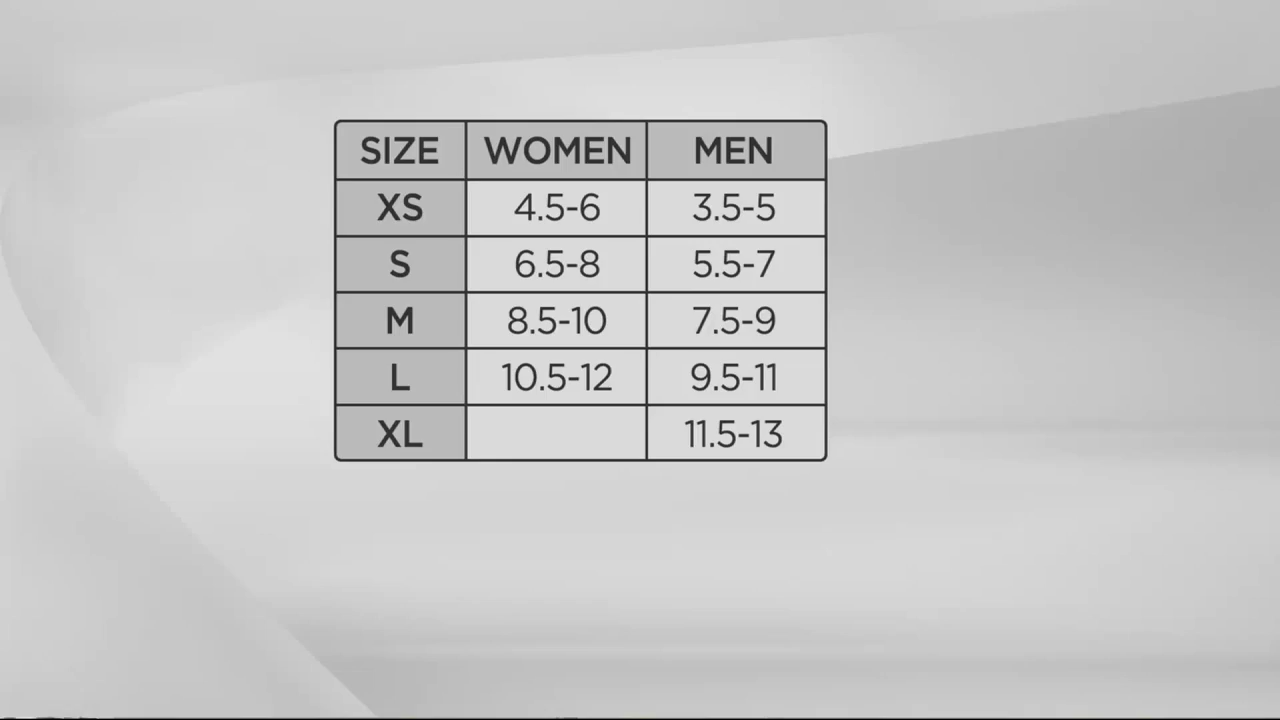 SIZE WOMEN MEN
XS 4.5-6 3.5-5
S 6.5-8 5.5-7
M 8.5-10 7.5-9
L 10.5-12 9.5-11
XL 11.5-13